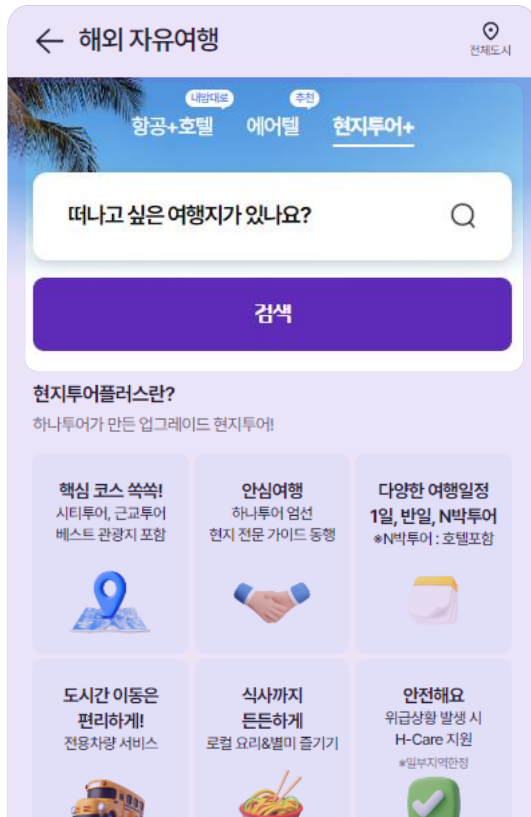 해외 자유여행
전체도시
내맘대로
추천
항공+호텔 에어텔 현지투어+
떠나고 싶은 여행지가 있나요?
검색
현지투어플러스란?
하나투어가 만든 업그레이드 현지투어!
핵심 코스 쏙쏙!
시티투어, 근교투어
베스트 관광지 포함
안심여행
하나투어 엄선
현지 전문 가이드 동행
다양한 여행일정
1일, 반일, N박투어
※N박투어 : 호텔포함
도시간 이동은
편리하게!
전용차량 서비스
식사까지
든든하게
로컬 요리&별미 즐기기
안전해요
위급상황 발생 시
H-Care 지원
※일부지역한정